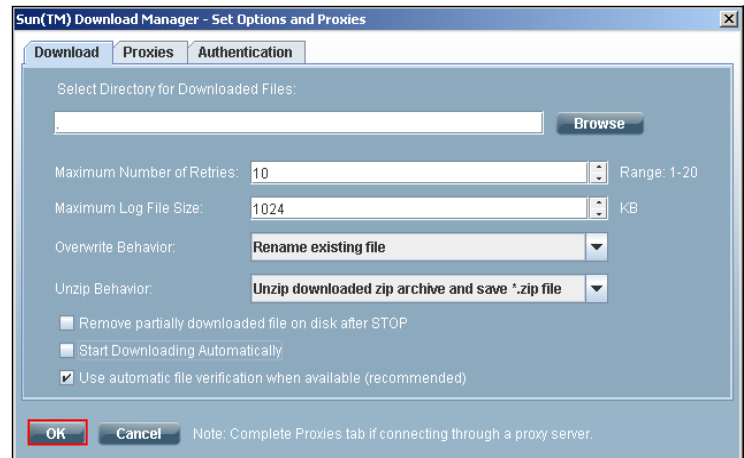 Sun(TM) Download Manager - Set Options and Proxies
Download Proxies Authentication
Select Directory for Downloaded Files:
. Browse
Maximum Number of Retries: 10 Range: 1-20
Maximum Log File Size: 1024 KB
Overwrite Behavior: Rename existing file
Unzip Behavior: Unzip downloaded zip archive and save *.zip file
Remove partially downloaded file on disk after STOP
Start Downloading Automatically
Use automatic file verification when available (recommended)
OK Cancel Note: Complete Proxies tab if connecting through a proxy server.